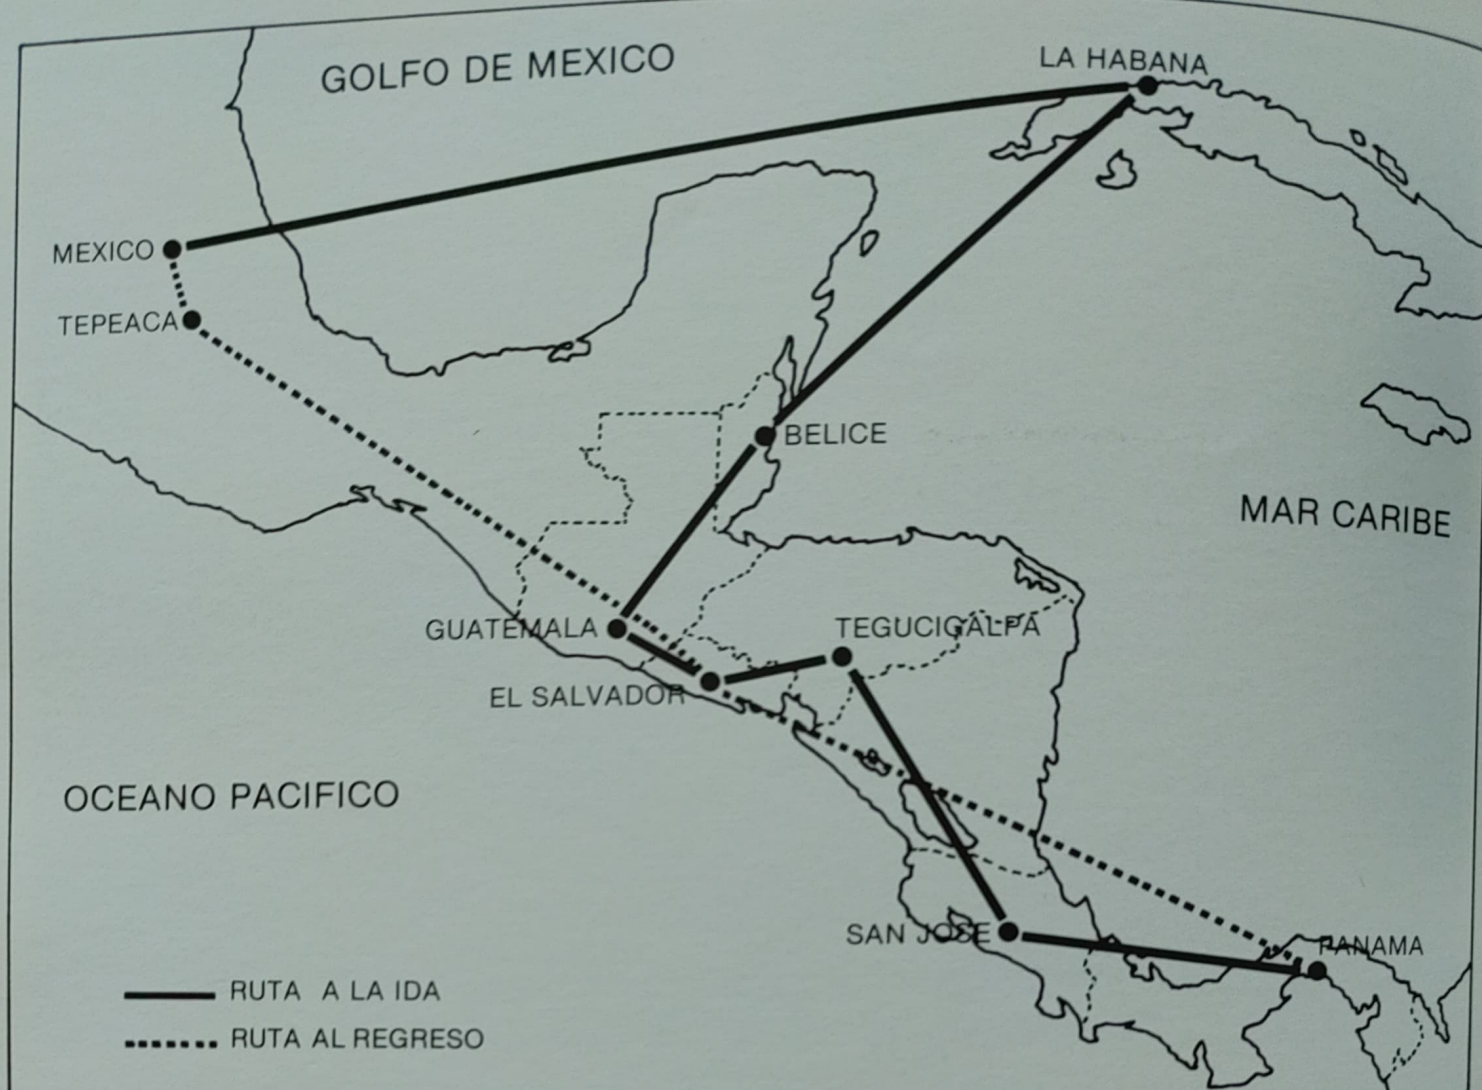 GOLFO DE MEXICO
LA HABANA
MEXICO
TEPEACA
BELICE
MAR CARIBE
GUATEMALA
TEGUCIGALPA
EL SALVADOR
OCEANO PACIFICO
SAN JOSE
PANAMA
RUTA A LA IDA
RUTA AL REGRESO